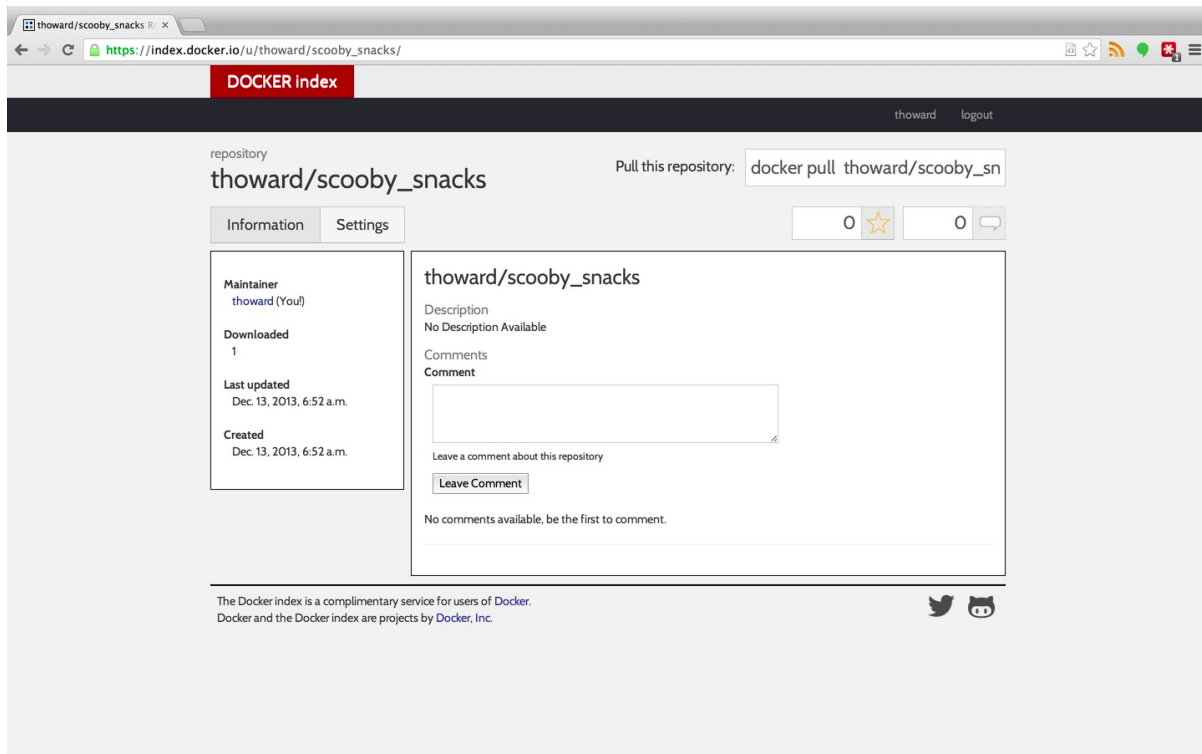 thoward/scooby_snacks R
https://index.docker.io/u/thoward/scooby_snacks/
DOCKER index
thoward logout
repository
thoward/scooby_snacks
Pull this repository:
docker pull thoward/scooby_sn
Information
Settings
0
0
Maintainer
thoward (You!)
Downloaded
1
Last updated
Dec. 13, 2013, 6:52 a.m.
Created
Dec. 13, 2013, 6:52 a.m.
thoward/scooby_snacks
Description
No Description Available
Comments
Comment
Leave a comment about this repository
Leave Comment
No comments available, be the first to comment.
The Docker index is a complimentary service for users of Docker.
Docker and the Docker index are projects by Docker, Inc.